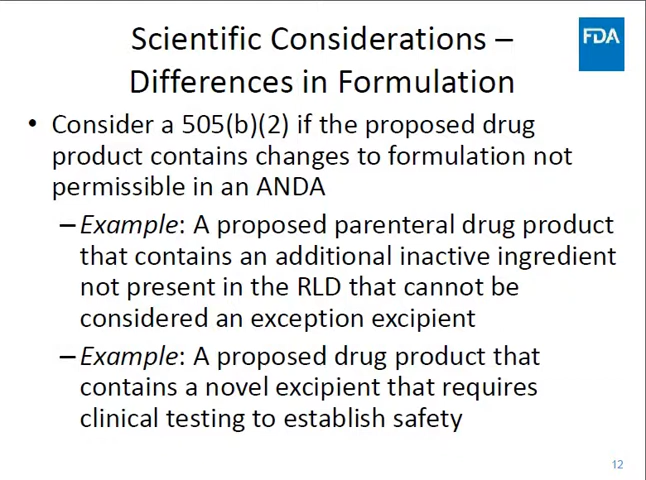 Scientific Considerations –
Differences in Formulation
FDA
• Consider a 505(b)(2) if the proposed drug
product contains changes to formulation not
permissible in an ANDA
–Example: A proposed parenteral drug product
that contains an additional inactive ingredient
not present in the RLD that cannot be
considered an exception excipient
–Example: A proposed drug product that
contains a novel excipient that requires
clinical testing to establish safety
12